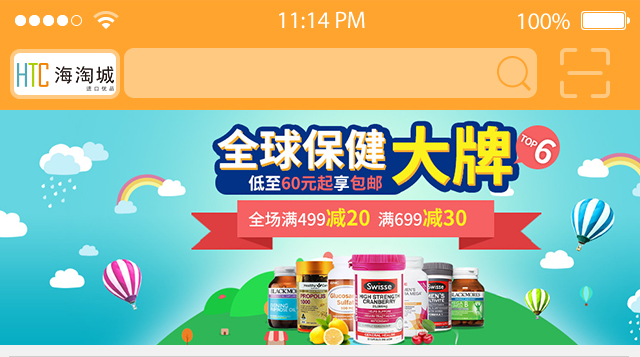 11:14 PM
100%
HTC 海淘城
进口优品
全球保健大牌
TOP 6
低至60元起享包邮
全场满499减20 满699减30
Swisse
HIGH STRENGTH
CRANBERRY
BLACKMORES
PROPOLIS
Glucosamine
Sulfate
BLACKMORES